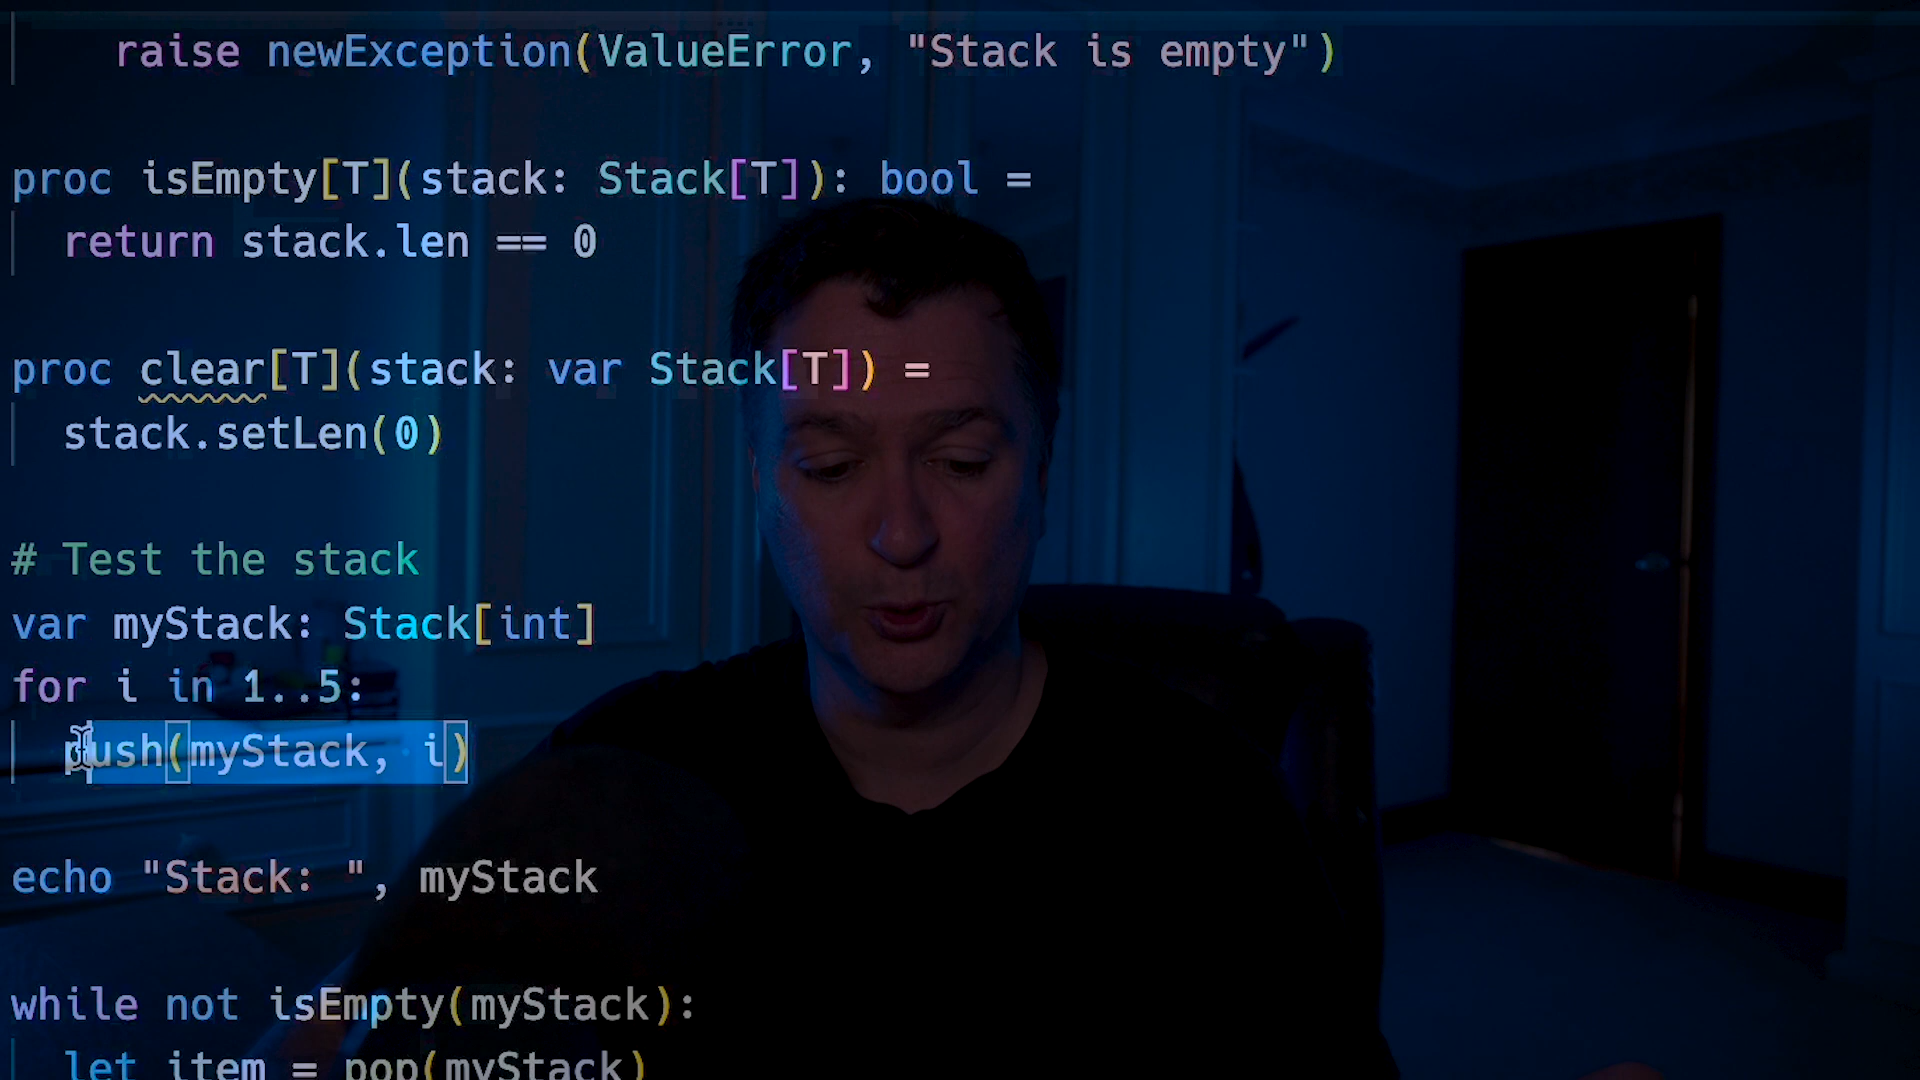 raise newException(ValueError, "Stack is empty")
proc isEmpty[T](stack: Stack[T]): bool =
return stack.len == 0
proc clear[T](stack: var Stack[T]) =
stack.setLen(0)
# Test the stack
var myStack: Stack[int]
for i in 1..5:
push(myStack, i)
echo "Stack: ", myStack
while not isEmpty(myStack):
let item = pop(myStack)